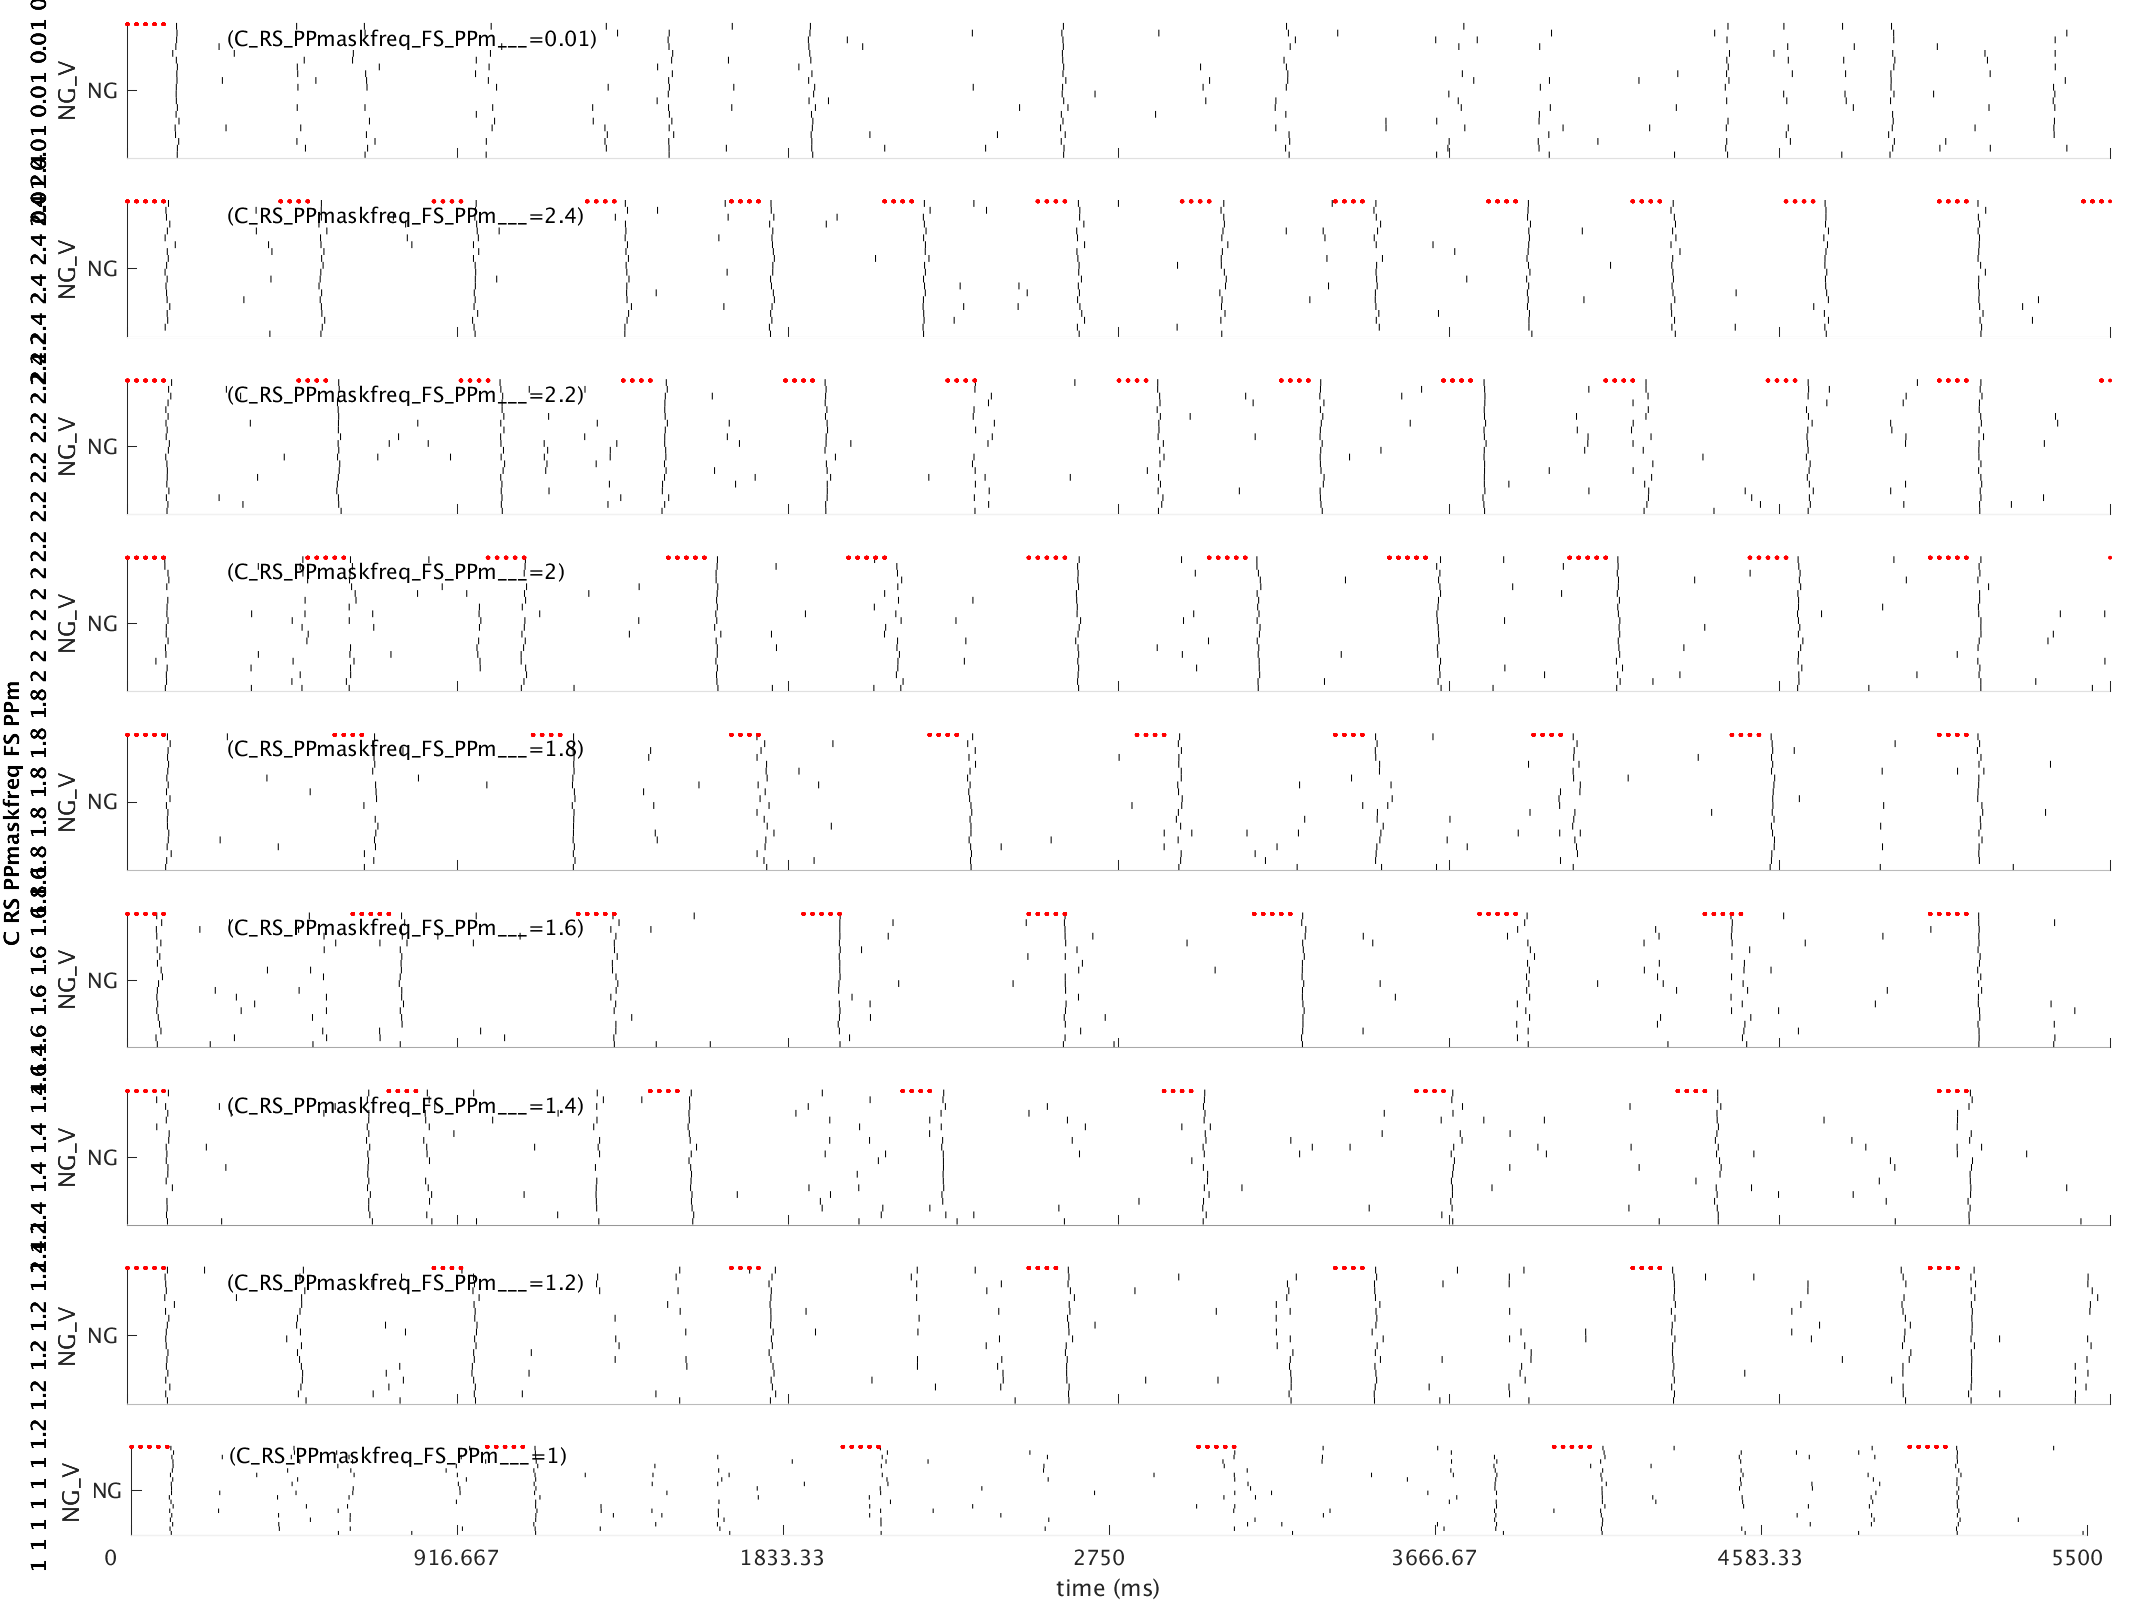 (C_RS_PPmaskfreq_FS_PPm___=0.01)
NG_V
NG
(C_RS_PPmaskfreq_FS_PPm___=2.4)
NG_V
NG
(C_RS_PPmaskfreq_FS_PPm___=2.2)
NG_V
NG
(C_RS_PPmaskfreq_FS_PPm___=2)
NG_V
NG
(C_RS_PPmaskfreq_FS_PPm___=1.8)
NG_V
NG
(C_RS_PPmaskfreq_FS_PPm___=1.6)
NG_V
NG
(C_RS_PPmaskfreq_FS_PPm___=1.4)
NG_V
NG
(C_RS_PPmaskfreq_FS_PPm___=1.2)
NG_V
NG
(C_RS_PPmaskfreq_FS_PPm___=1)
NG_V
NG
C RS PPmaskfreq FS PPm
0 916.667 1833.33 2750 3666.67 4583.33 5500
time (ms)